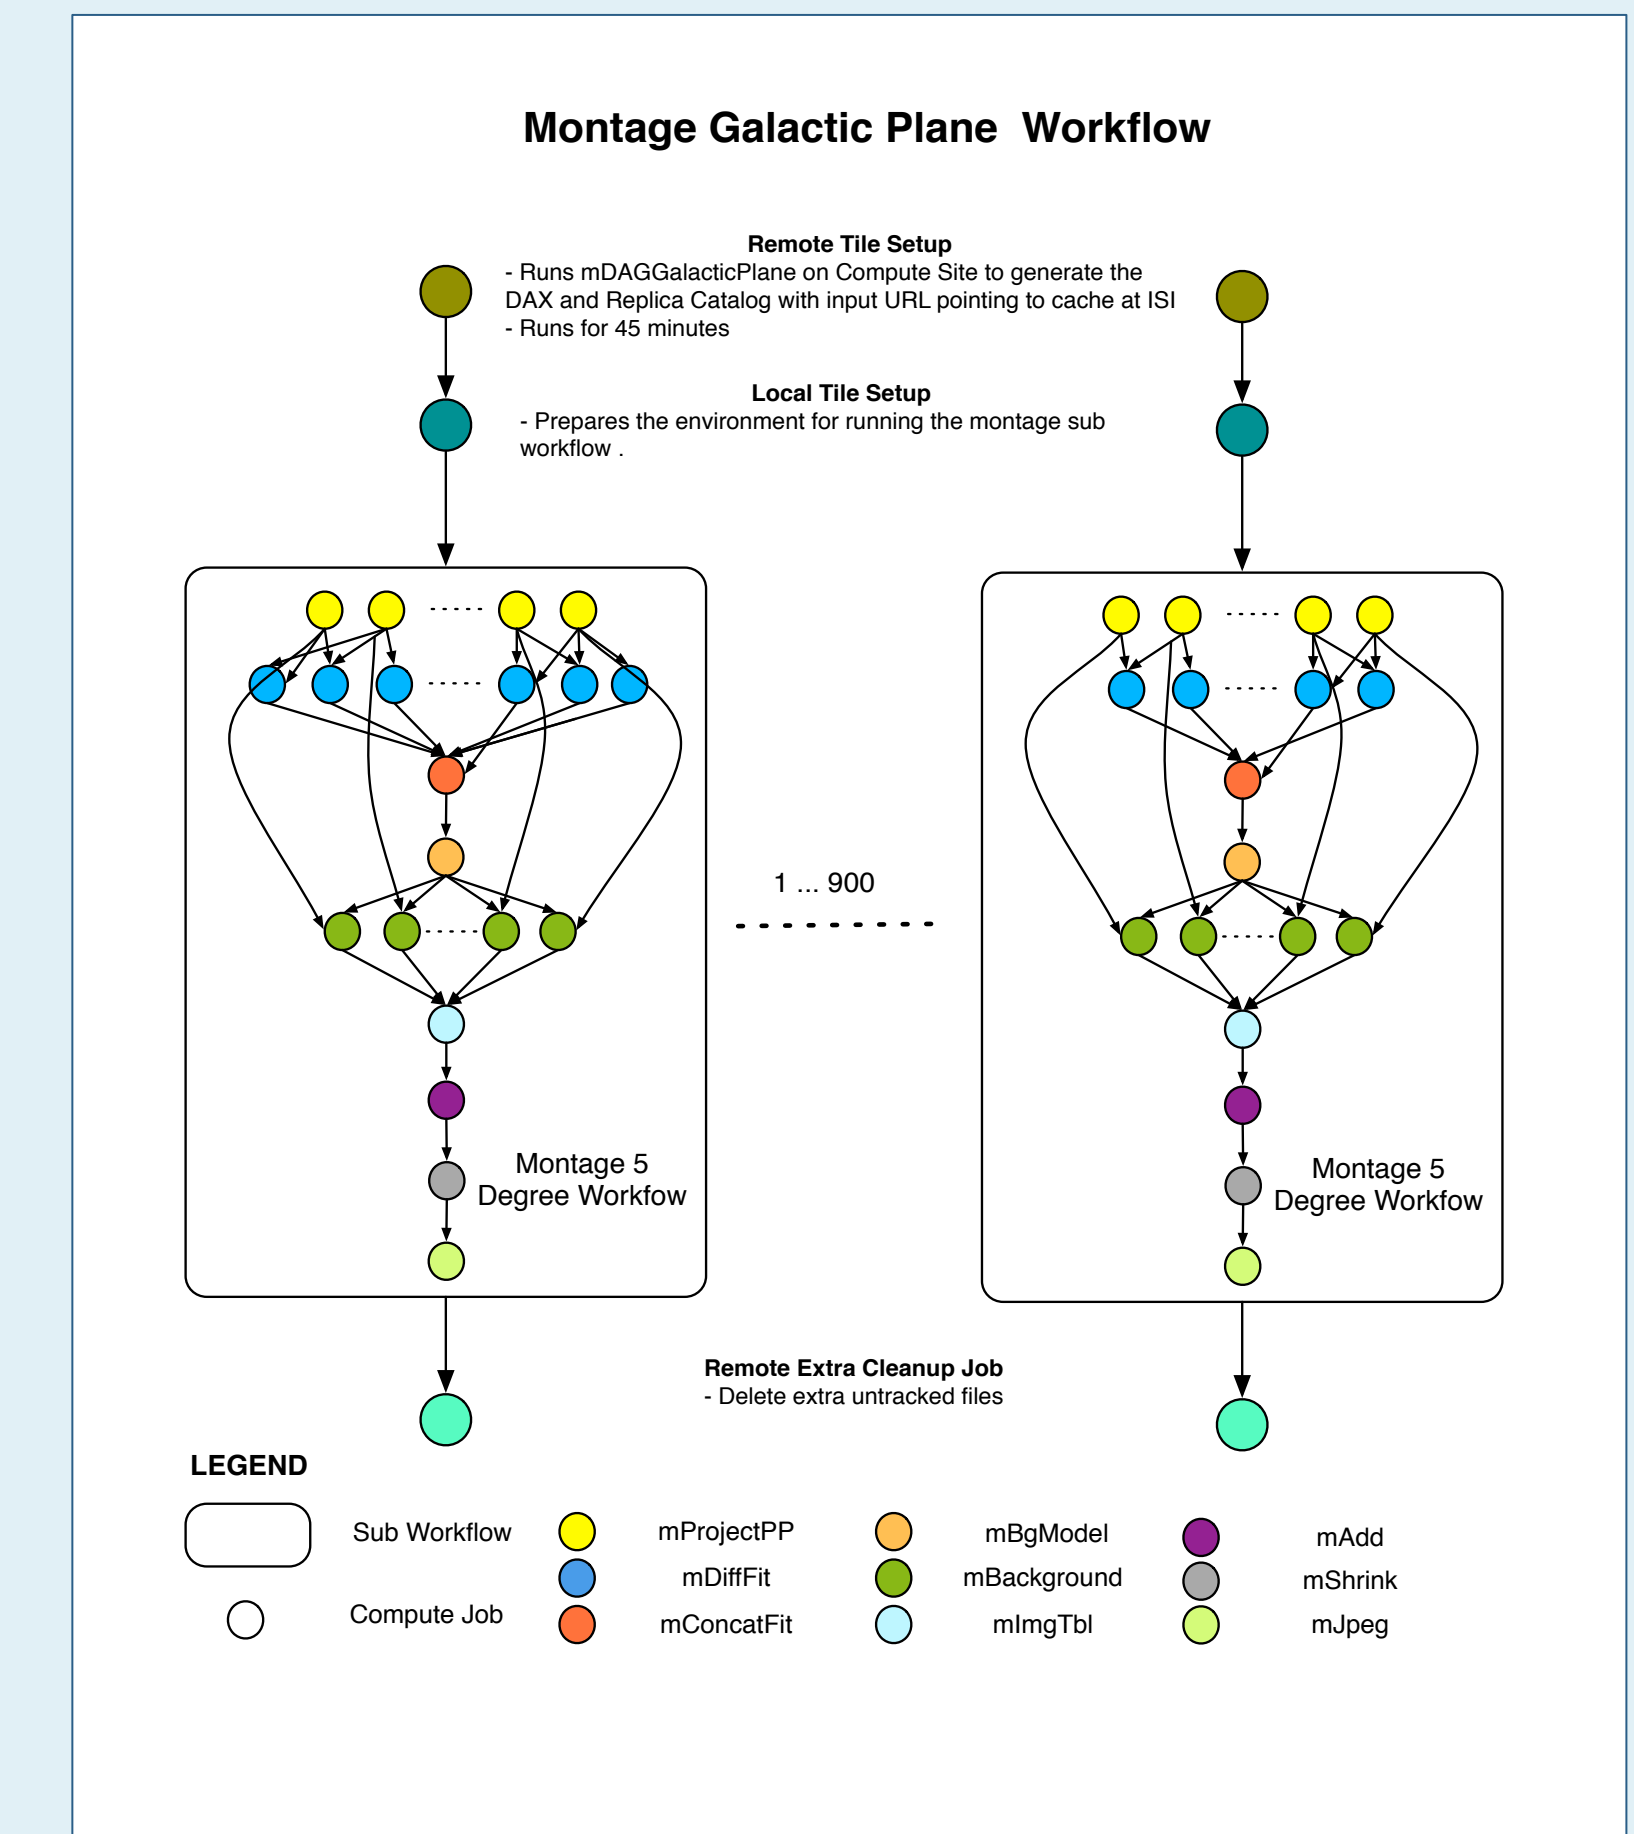 Montage Galactic Plane  Workflow
Remote Tile Setup
- Runs mDAGGalacticPlane on Compute Site to generate the
DAX and Replica Catalog with input URL pointing to cache at ISI
- Runs for 45 minutes
Local Tile Setup
- Prepares the environment for running the montage sub
workflow .
1 ... 900
Montage 5
Degree Workfow
Montage 5
Degree Workfow
Remote Extra Cleanup Job
- Delete extra untracked files
LEGEND
Sub Workflow
Compute Job
mProjectPP
mDiffFit
mConcatFit
mBgModel
mBackground
mImgTbl
mAdd
mShrink
mJpeg